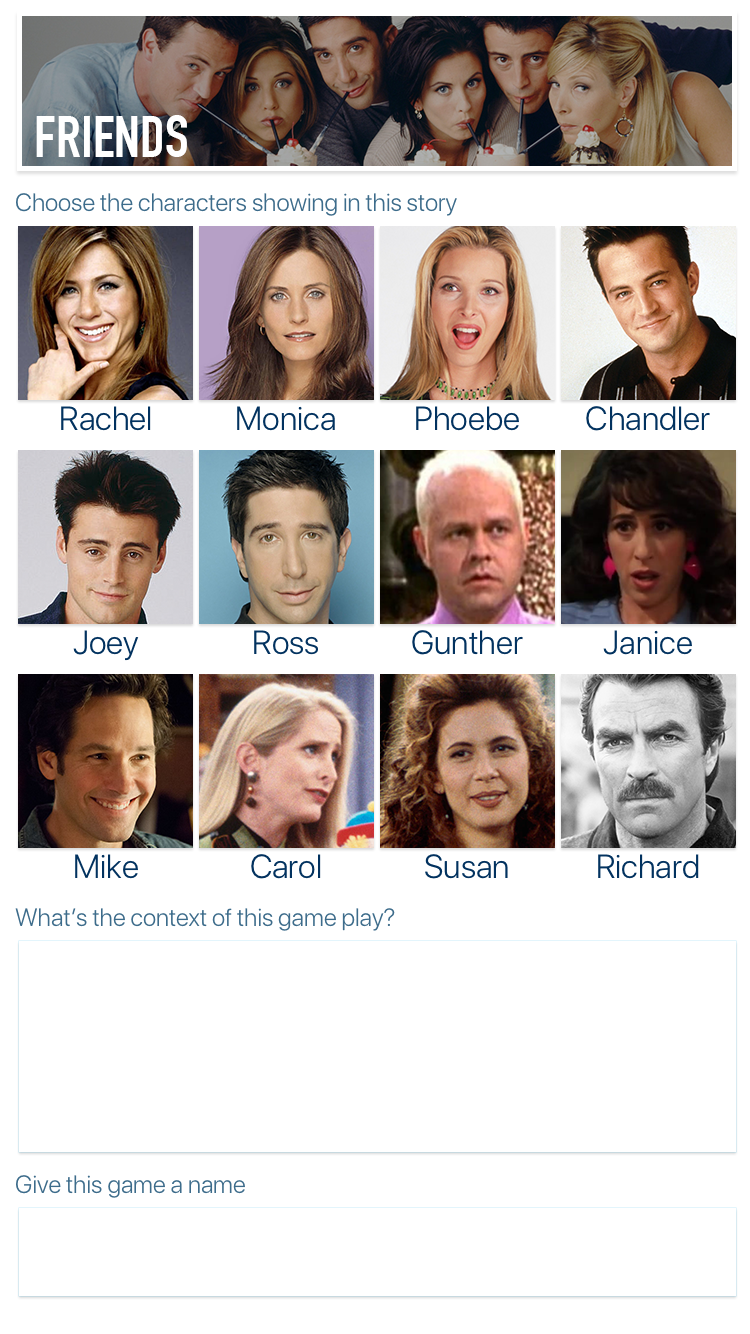 FRIENDS
Choose the characters showing in this story
Rachel Monica Phoebe Chandler
Joey Ross Gunther Janice
Mike Carol Susan Richard
What's the context of this game play?
Give this game a name